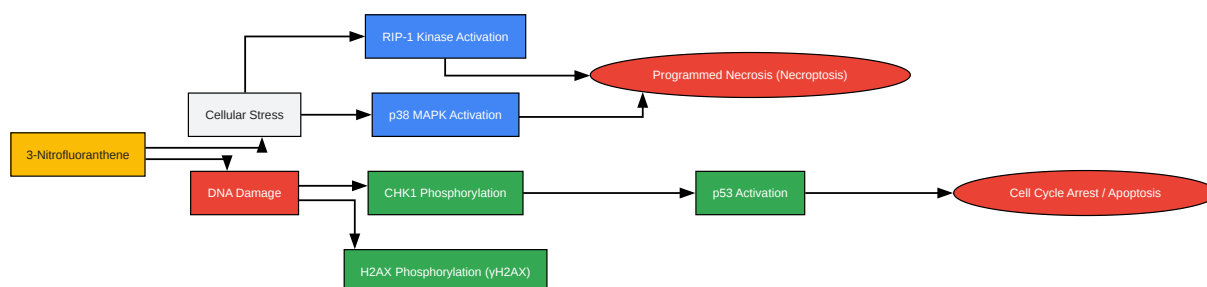 RIP-1 Kinase Activation
Programmed Necrosis (Necroptosis)
Cellular Stress
p38 MAPK Activation
3-Nitrofluoranthene
DNA Damage
CHK1 Phosphorylation
p53 Activation
Cell Cycle Arrest / Apoptosis
H2AX Phosphorylation (γH2AX)